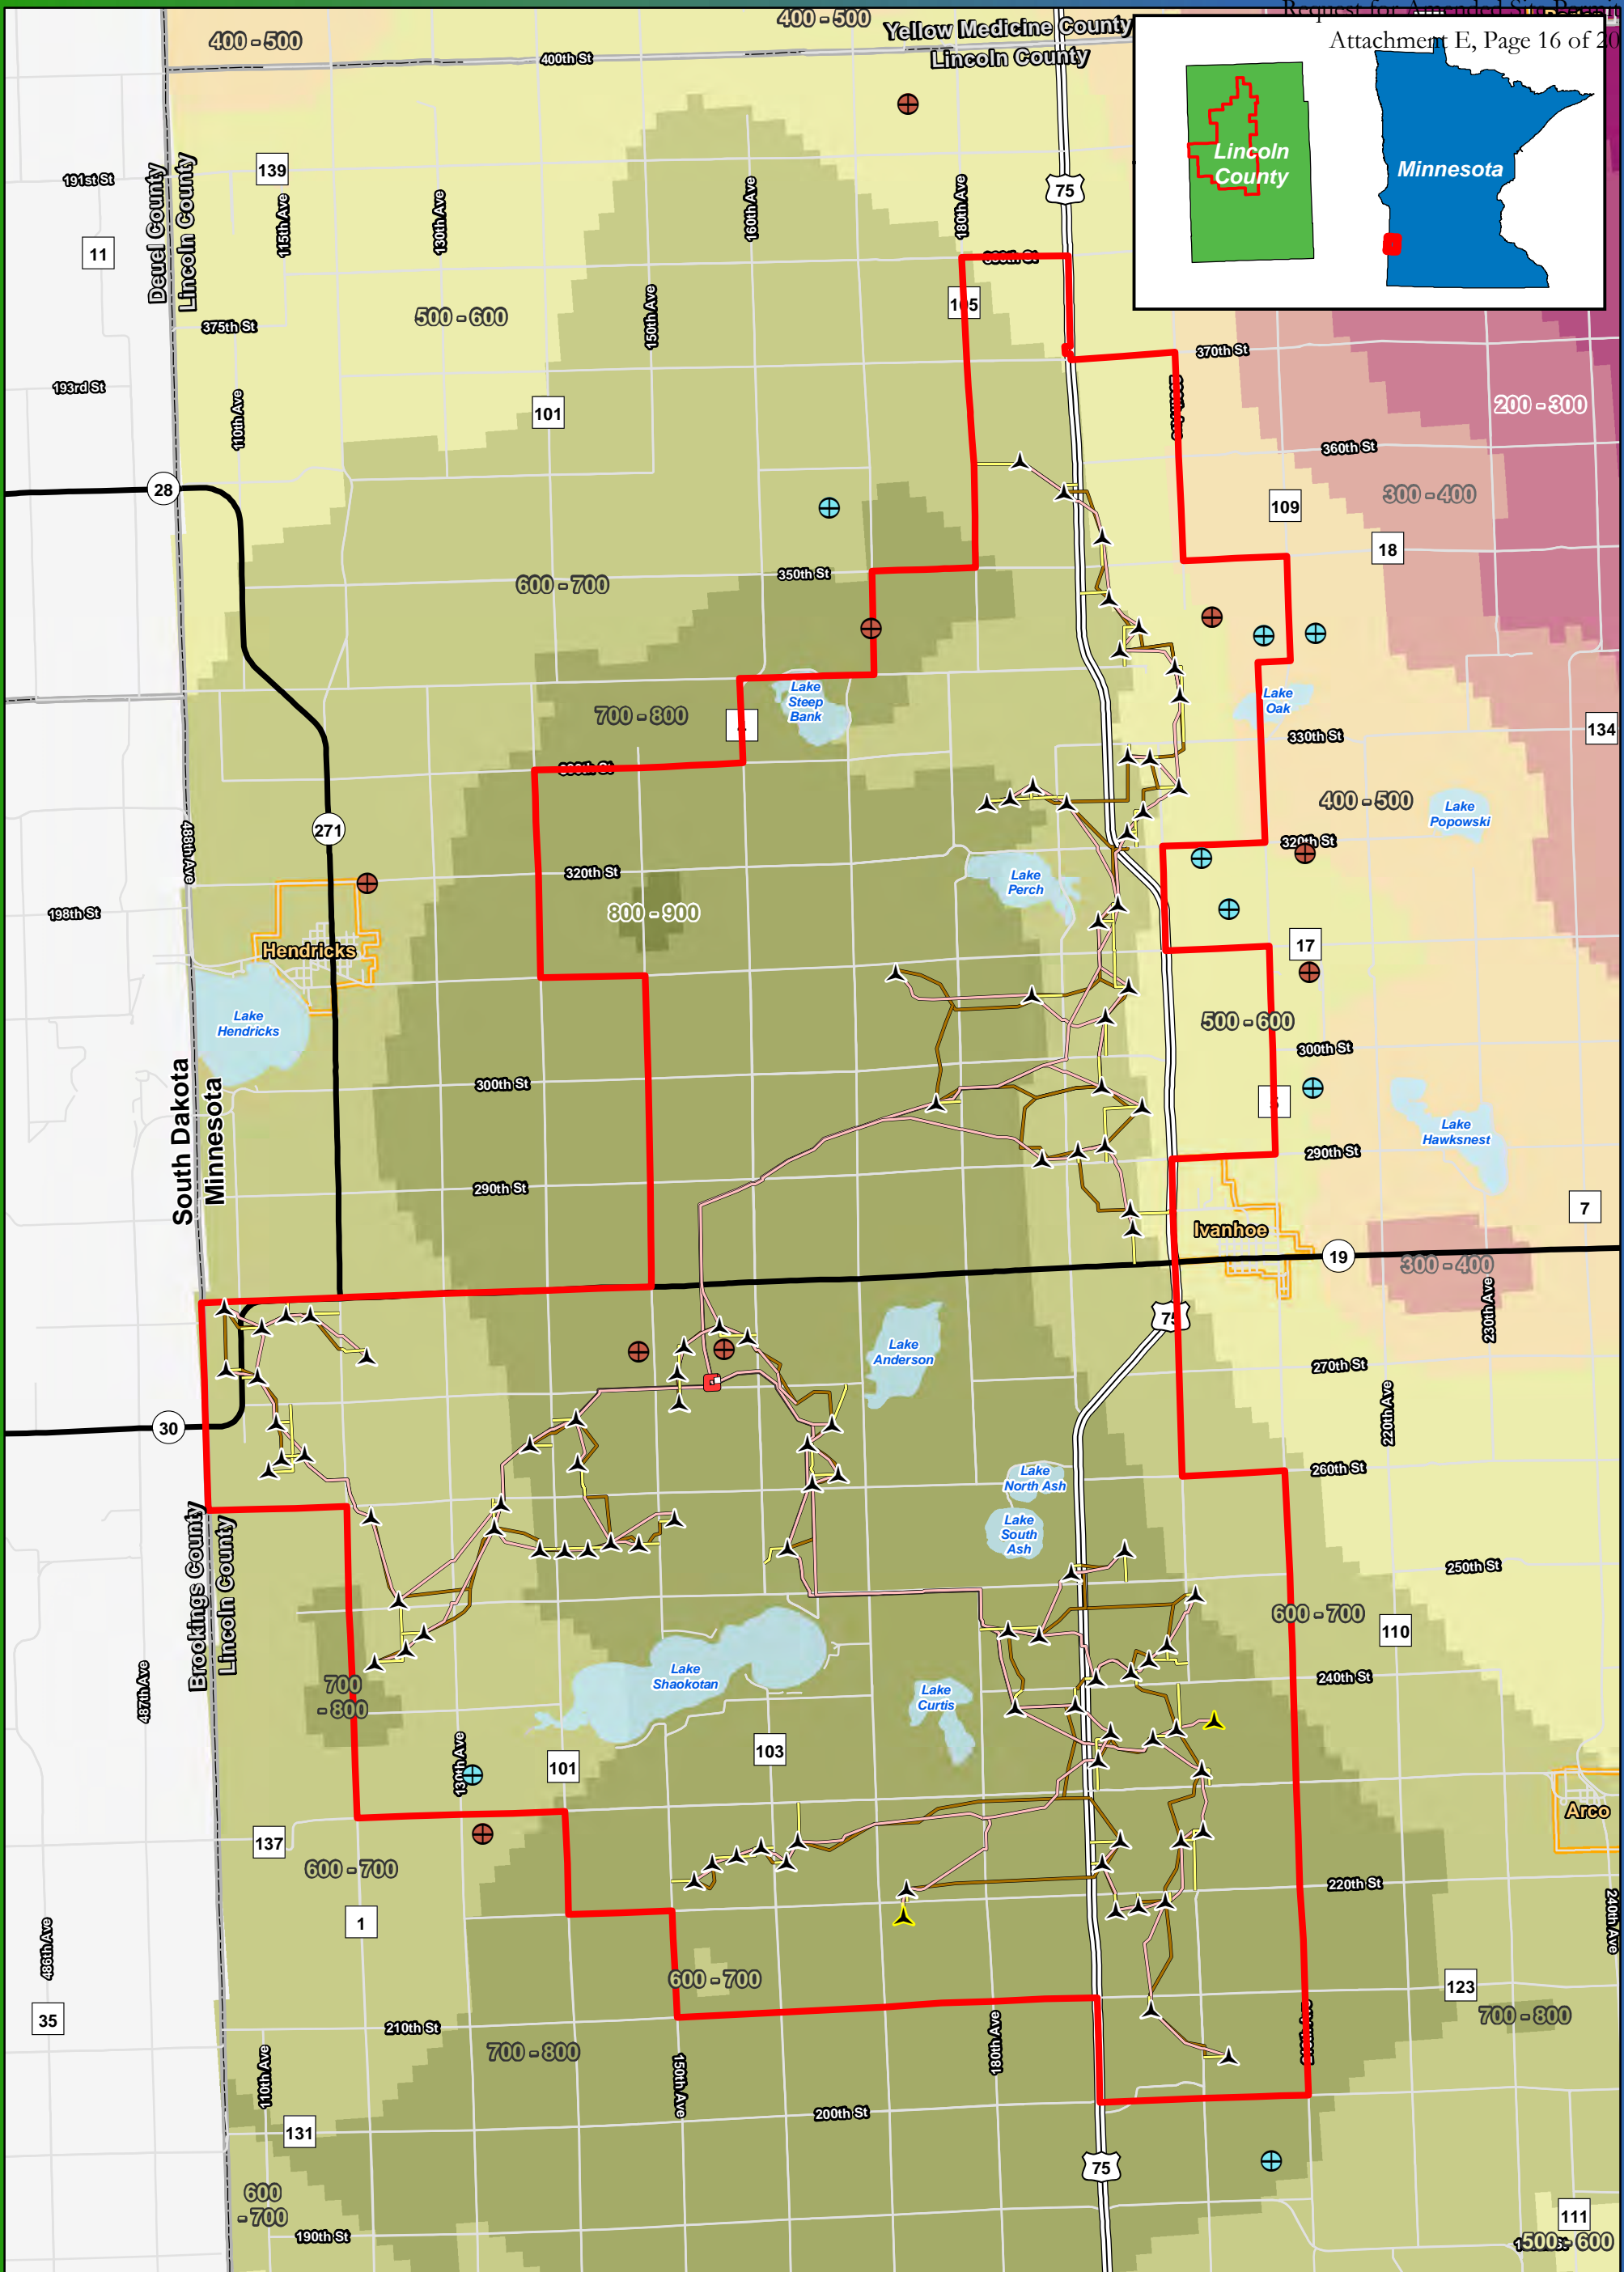 Request for Amended Site Permit
Attachment E, Page 16 of 20
400 - 500
400 - 500
Yellow Medicine County
Lincoln County
400th St
Lincoln
County
Minnesota
139
191st St
Deuel County
Lincoln County
115th Ave
130th Ave
160th Ave
180th Ave
75
11
105
150th Ave
500 - 600
375th St
370th St
193rd St
110th Ave
101
200 - 300
360th St
28
300 - 400
109
18
350th St
600 - 700
Lake
Steep
Bank
Lake
Oak
700 - 800
134
330th St
400 - 500
Lake
Popowski
271
488th Ave
320th St
320th St
Lake
Perch
800 - 900
198th St
Hendricks
17
Lake
Hendricks
500 - 600
300th St
300th St
South Dakota
Minnesota
Lake
Hawksnest
290th St
290th St
7
Ivanhoe
19
300 - 400
230th Ave
75
Lake
Anderson
270th St
220th Ave
30
260th St
Lake
North Ash
Lake
South
Ash
Brookings County
Lincoln County
250th St
600 - 700
110
487th Ave
Lake
Shaokotan
240th St
700
- 800
Lake
Curtis
130th Ave
101
103
Arco
137
600 - 700
220th St
1
486th Ave
240th Ave
600 - 700
123
35
210th St
180th Ave
700 - 800
700 - 800
110th Ave
150th Ave
200th St
131
75
600
- 700
111
190th St
500 - 600